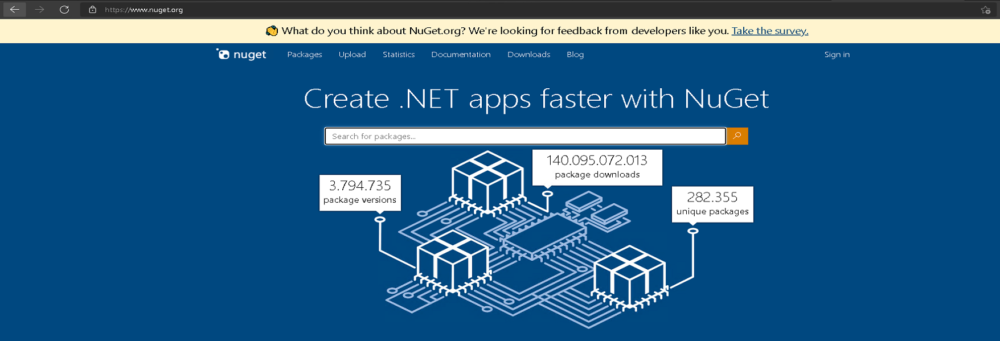 https://www.nuget.org
What do you think about NuGet.org? We're looking for feedback from developers like you. Take the survey.
nuget Packages Upload Statistics Documentation Downloads Blog Sign in
Create .NET apps faster with NuGet
Search for packages...
140.095.072.013
package downloads
3.794.735
package versions
282.355
unique packages